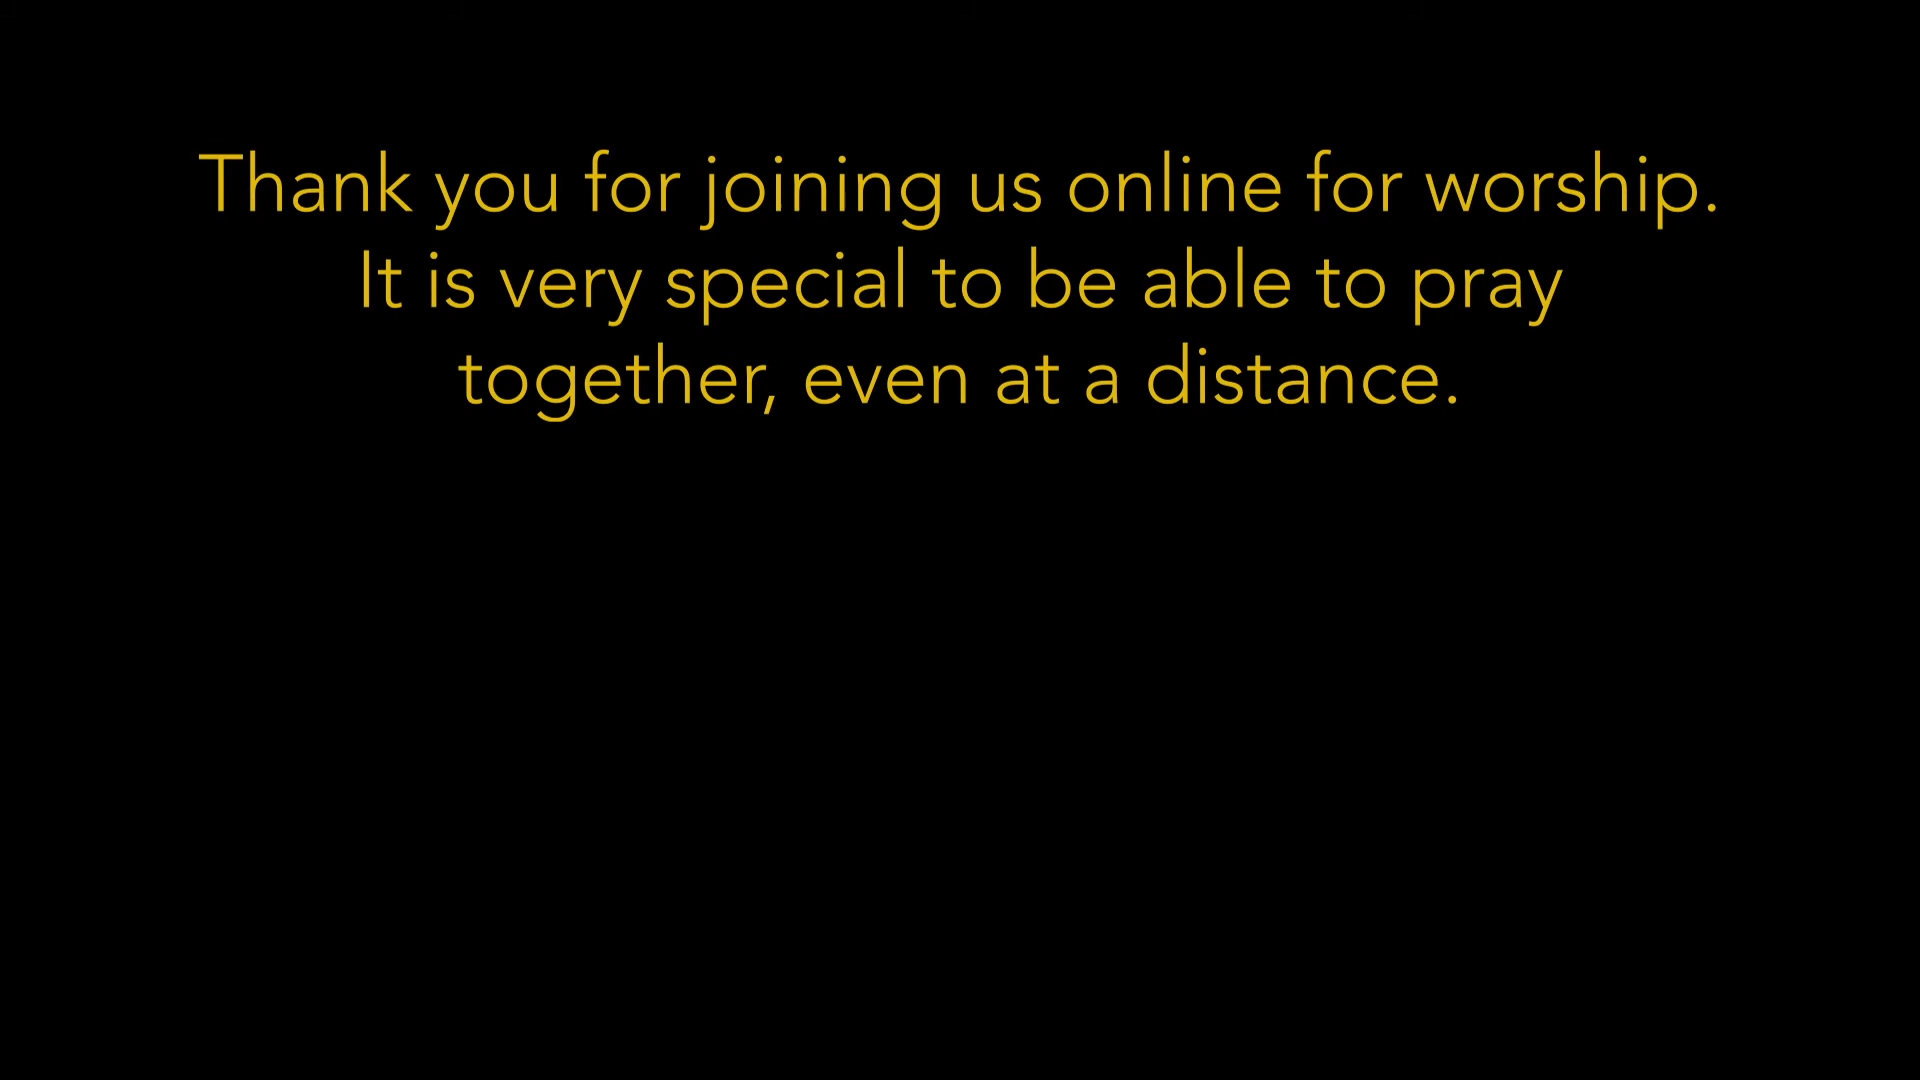 Thank you for joining us online for worship.
It is very special to be able to pray
together, even at a distance.